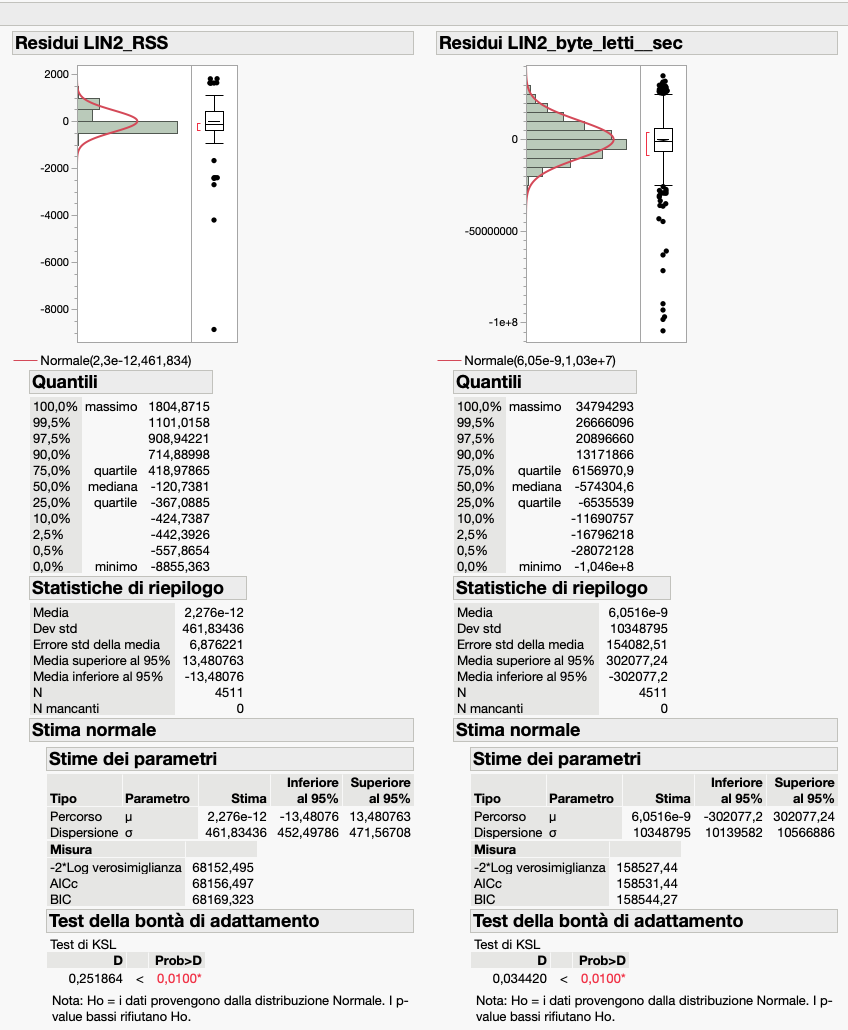 Residui LIN2_RSS
2000
0
-2000
-4000
-6000
-8000
Normale(2,3e-12,461,834)
Quantili
100,0% massimo 1804,8715
99,5% 1101,0158
97,5% 908,94221
90,0% 714,88998
75,0% quartile 418,97865
50,0% mediana -120,7381
25,0% quartile -367,0885
10,0% -424,7387
2,5% -442,3926
0,5% -557,8654
0,0% minimo -8855,363
Statistiche di riepilogo
Media 2,276e-12
Dev std 461,83436
Errore std della media 6,876221
Media superiore al 95% 13,480763
Media inferiore al 95% -13,48076
N 4511
N mancanti 0
Stima normale
Stime dei parametri
Inferiore Superiore
Tipo Parametro Stima al 95% al 95%
Percorso μ 2,276e-12 -13,48076 13,480763
Dispersione σ 461,83436 452,49786 471,56708
Misura
-2*Log verosimiglianza 68152,495
AICc 68156,497
BIC 68169,323
Test della bontà di adattamento
Test di KSL
D Prob>D
0,251864 < 0,0100*
Nota: Ho = i dati provengono dalla distribuzione Normale. I p-
value bassi rifiutano Ho.
Residui LIN2_byte_letti__sec
0
-50000000
-1e+8
Normale(6,05e-9,1,03e+7)
Quantili
100,0% massimo 34794293
99,5% 26666096
97,5% 20896660
90,0% 13171866
75,0% quartile 6156970,9
50,0% mediana -574304,6
25,0% quartile -6535539
10,0% -11690757
2,5% -16796218
0,5% -28072128
0,0% minimo -1,046e+8
Statistiche di riepilogo
Media 6,0516e-9
Dev std 10348795
Errore std della media 154082,51
Media superiore al 95% 302077,24
Media inferiore al 95% -302077,2
N 4511
N mancanti 0
Stima normale
Stime dei parametri
Inferiore Superiore
Tipo Parametro Stima al 95% al 95%
Percorso μ 6,0516e-9 -302077,2 302077,24
Dispersione σ 10348795 10139582 10566886
Misura
-2*Log verosimiglianza 158527,44
AICc 158531,44
BIC 158544,27
Test della bontà di adattamento
Test di KSL
D Prob>D
0,034420 < 0,0100*
Nota: Ho = i dati provengono dalla distribuzione Normale. I p-
value bassi rifiutano Ho.